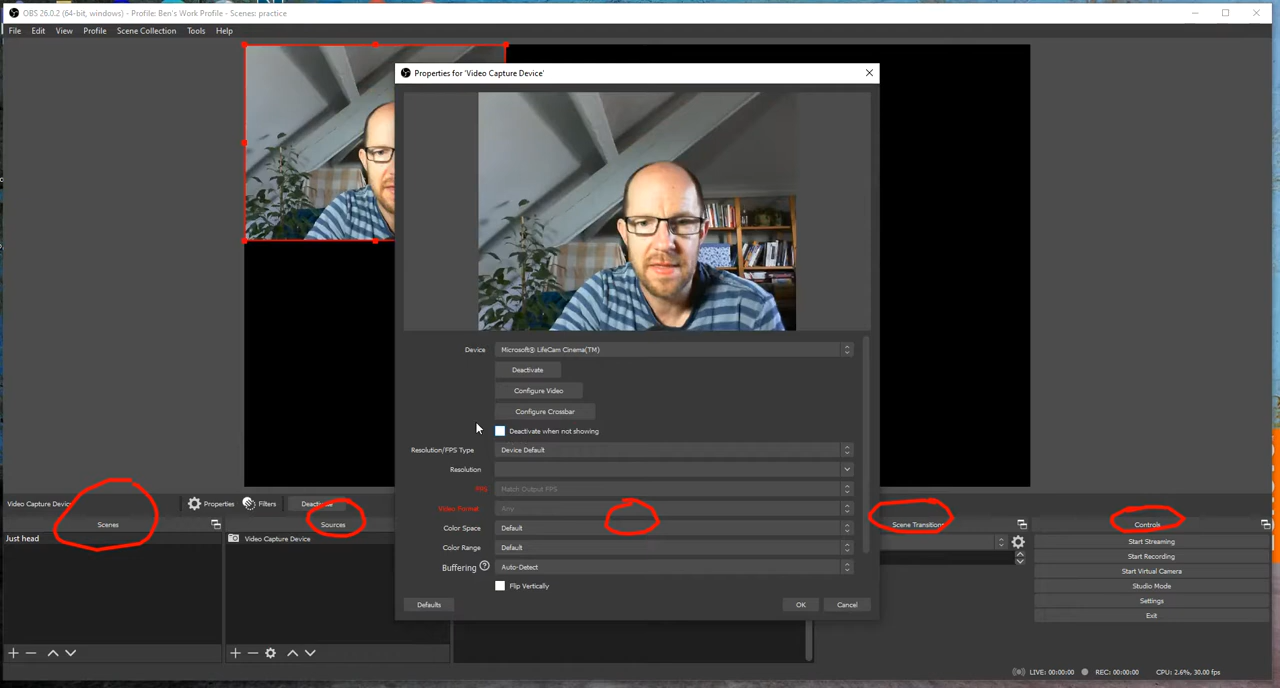 OBS 26.0.2 (64-bit, windows) - Profile: Ben's Work Profile - Scenes: practice
File Edit View Profile Scene Collection Tools Help
Properties for 'Video Capture Device'
Device Microsoft® LifeCam Cinema(TM)
Deactivate
Configure Video
Configure Crossbar
Deactivate when not showing
Resolution/FPS Type Device Default
Resolution
FPS Match Output FPS
Video Format Any
Color Space Default
Color Range Default
Buffering ? Auto-Detect
Flip Vertically
Defaults OK Cancel
Video Capture Device Properties Filters Deactivate
Scenes
Just head
Sources
Video Capture Device
Scene Transitions
Controls
Start Streaming
Start Recording
Start Virtual Camera
Studio Mode
Settings
Exit
LIVE: 00:00:00 REC: 00:00:00 CPU: 2.6%, 30.00 fps